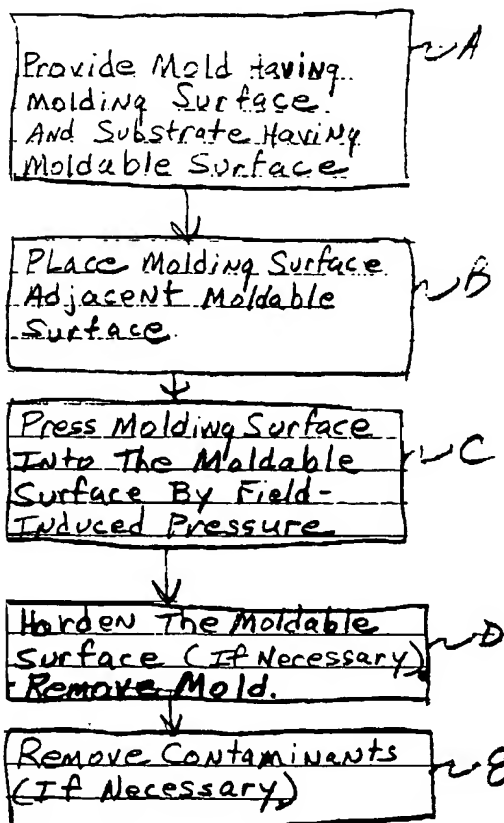 Provide Mold Having
Molding Surface
And Substrate Having
Moldable Surface
A
Place Molding Surface
Adjacent Moldable
Surface
B
Press Molding Surface
Into The Moldable
Surface By Field-
Induced Pressure
C
Harden The Moldable
Surface (If Necessary).
Remove Mold.
D
Remove Contaminants
(If Necessary)
E